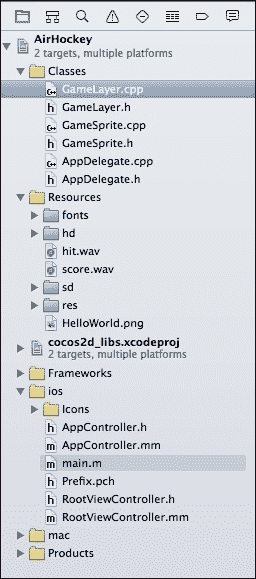 AirHockey
2 targets, multiple platforms
Classes
GameLayer.cpp
GameLayer.h
GameSprite.cpp
GameSprite.h
AppDelegate.cpp
AppDelegate.h
Resources
fonts
hd
hit.wav
score.wav
sd
res
HelloWorld.png
cocos2d_libs.xcodeproj
2 targets, multiple platforms
Frameworks
ios
Icons
AppController.h
AppController.mm
main.m
Prefix.pch
RootViewController.h
RootViewController.mm
mac
Products